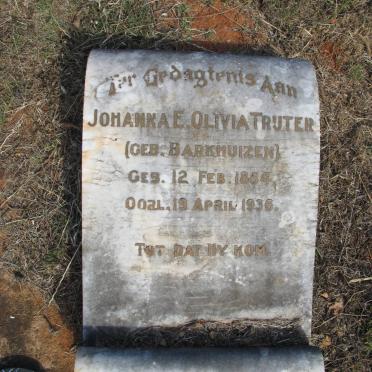 Ter Gedagtenis Aan
JOHANNA E. OLIVIA TRUTER
(GEB. BARKHUIZEN)
GEB. 12 FEB. 1854,
OORL. 19 APRIL 1936.
TOT DAT HY KOM